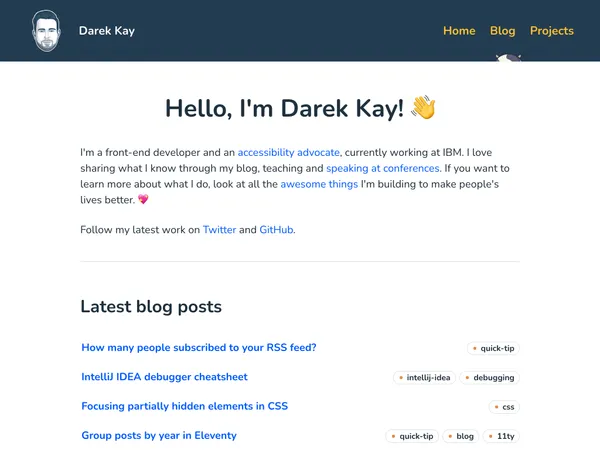 Darek Kay
Home Blog Projects
Hello, I'm Darek Kay! 👋
I'm a front-end developer and an accessibility advocate, currently working at IBM. I love
sharing what I know through my blog, teaching and speaking at conferences. If you want to
learn more about what I do, look at all the awesome things I'm building to make people's
lives better. 💖
Follow my latest work on Twitter and GitHub.
Latest blog posts
How many people subscribed to your RSS feed? quick-tip
IntelliJ IDEA debugger cheatsheet intellij-idea debugging
Focusing partially hidden elements in CSS css
Group posts by year in Eleventy quick-tip blog 11ty